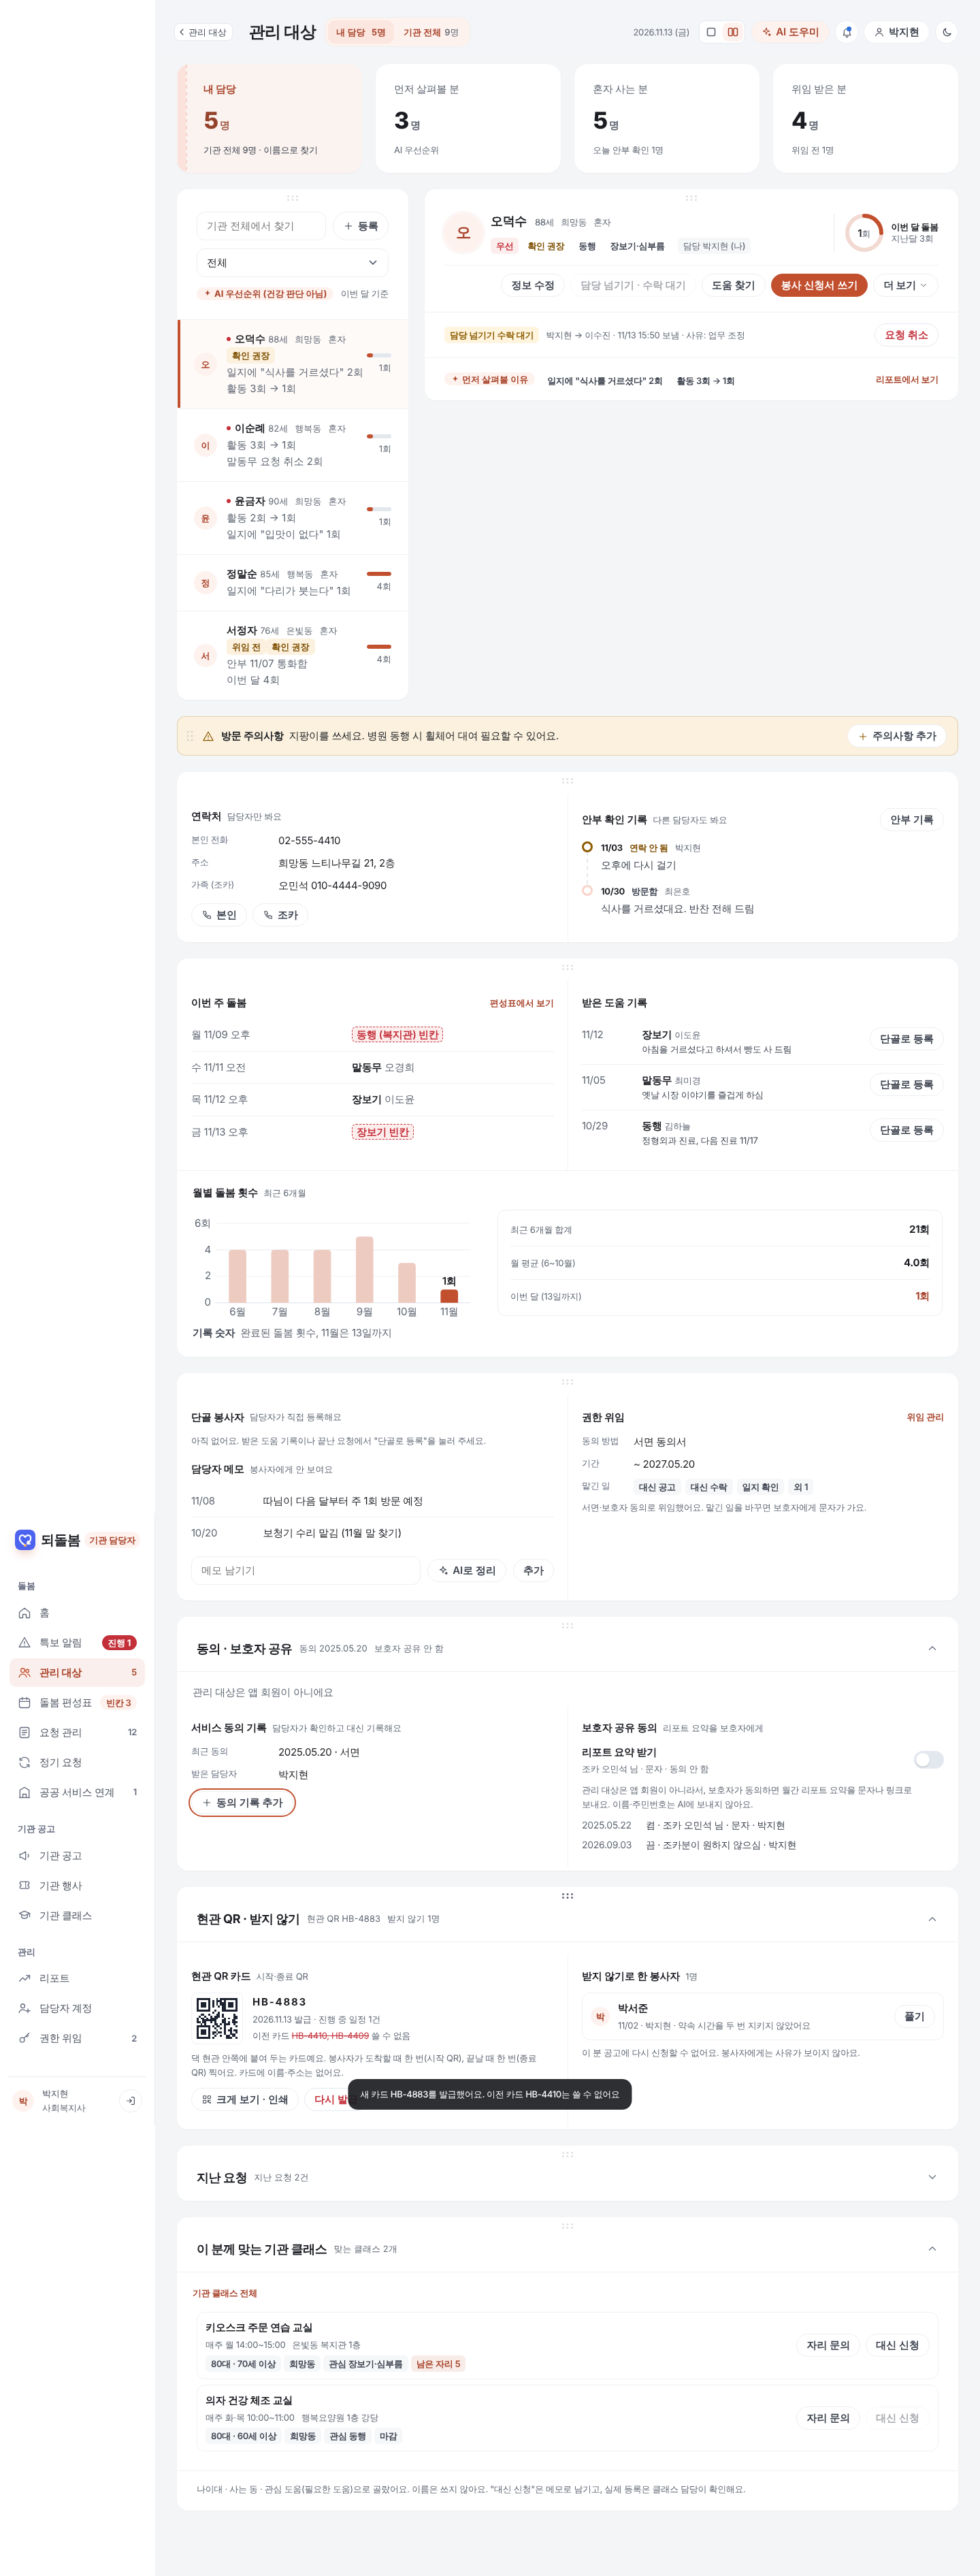 관리 대상
관리 대상
내 담당 5명
기관 전체 9명
2026.11.13 (금)
AI 도우미
박지현
내 담당
5명
기관 전체 9명 · 이름으로 찾기
먼저 살펴볼 분
3명
AI 우선순위
혼자 사는 분
5명
오늘 안부 확인 1명
위임 받은 분
4명
위임 전 1명
기관 전체에서 찾기
등록
전체
AI 우선순위 (건강 판단 아님) 이번 달 기준
오
오덕수 88세 희망동 혼자
확인 권장
일지에 "식사를 거르셨다" 2회
활동 3회 → 1회
1회
이
이순례 82세 행복동 혼자
활동 3회 → 1회
말동무 요청 취소 2회
1회
윤
윤금자 90세 희망동 혼자
활동 2회 → 1회
일지에 "입맛이 없다" 1회
1회
정
정말순 85세 행복동 혼자
일지에 "다리가 붓는다" 1회
4회
서
서정자 76세 은빛동 혼자
위임 전 확인 권장
안부 11/07 통화함
이번 달 4회
4회
오
오덕수 88세 희망동 혼자
우선 확인 권장 동행 장보기·심부름 담당 박지현 (나)
1회
이번 달 돌봄
지난달 3회
정보 수정
담당 넘기기 · 수락 대기
도움 찾기
봉사 신청서 쓰기
더 보기
담당 넘기기 수락 대기 박지현 → 이수진 · 11/13 15:50 보냄 · 사유: 업무 조정
요청 취소
먼저 살펴볼 이유 일지에 "식사를 거르셨다" 2회 활동 3회 → 1회
리포트에서 보기
방문 주의사항 지팡이를 쓰세요. 병원 동행 시 휠체어 대여 필요할 수 있어요.
주의사항 추가
연락처 담당자만 봐요
본인 전화 02-555-4410
주소 희망동 느티나무길 21, 2층
가족 (조카) 오민석 010-4444-9090
본인
조카
안부 확인 기록 다른 담당자도 봐요
안부 기록
11/03 연락 안 됨 박지현
오후에 다시 걸기
10/30 방문함 최은호
식사를 거르셨대요. 반찬 전해 드림
이번 주 돌봄
편성표에서 보기
월 11/09 오후 동행 (복지관) 빈칸
수 11/11 오전 말동무 오경희
목 11/12 오후 장보기 이도윤
금 11/13 오후 장보기 빈칸
받은 도움 기록
11/12 장보기 이도윤
아침을 거르셨다고 하셔서 빵도 사 드림
단골로 등록
11/05 말동무 최미경
옛날 시장 이야기를 즐겁게 하심
단골로 등록
10/29 동행 김하늘
정형외과 진료, 다음 진료 11/17
단골로 등록
월별 돌봄 횟수 최근 6개월
6회
4
2
0
1회
6월 7월 8월 9월 10월 11월
기록 숫자 완료된 돌봄 횟수, 11월은 13일까지
최근 6개월 합계 21회
월 평균 (6~10월) 4.0회
이번 달 (13일까지) 1회
단골 봉사자 담당자가 직접 등록해요
아직 없어요. 받은 도움 기록이나 끝난 요청에서 "단골로 등록"을 눌러 주세요.
담당자 메모 봉사자에게 안 보여요
11/08 따님이 다음 달부터 주 1회 방문 예정
10/20 보청기 수리 맡김 (11월 말 찾기)
메모 남기기
AI로 정리
추가
권한 위임
위임 관리
동의 방법 서면 동의서
기간 ~ 2027.05.20
맡긴 일 대신 공고 대신 수락 일지 확인 외 1
서면·보호자 동의로 위임했어요. 맡긴 일을 바꾸면 보호자에게 문자가 가요.
되돌봄 기관 담당자
돌봄
홈
특보 알림 진행 1
관리 대상 5
돌봄 편성표 빈칸 3
요청 관리 12
정기 요청
공공 서비스 연계 1
기관 공고
기관 공고
기관 행사
기관 클래스
관리
리포트
담당자 계정
권한 위임 2
박
박지현
사회복지사
동의 · 보호자 공유 동의 2025.05.20 보호자 공유 안 함
관리 대상은 앱 회원이 아니에요
서비스 동의 기록 담당자가 확인하고 대신 기록해요
최근 동의 2025.05.20 · 서면
받은 담당자 박지현
동의 기록 추가
보호자 공유 동의 리포트 요약을 보호자에게
리포트 요약 받기
조카 오민석 님 · 문자 · 동의 안 함
관리 대상은 앱 회원이 아니라서, 보호자가 동의하면 월간 리포트 요약을 문자나 링크로
보내요. 이름·주민번호는 AI에 보내지 않아요.
2025.05.22 켬 · 조카 오민석 님 · 문자 · 박지현
2026.09.03 끔 · 조카분이 원하지 않으심 · 박지현
현관 QR · 받지 않기 현관 QR HB-4883 받지 않기 1명
현관 QR 카드 시작·종료 QR
HB-4883
2026.11.13 발급 · 진행 중 일정 1건
이전 카드 HB-4410, HB-4409 쓸 수 없음
댁 현관 안쪽에 붙여 두는 카드예요. 봉사자가 도착할 때 한 번(시작 QR), 끝날 때 한 번(종료
QR) 찍어요. 카드에 이름·주소는 없어요.
크게 보기 · 인쇄
다시 발
받지 않기로 한 봉사자 1명
박
박서준
11/02 · 박지현 · 약속 시간을 두 번 지키지 않았어요
풀기
이 분 공고에 다시 신청할 수 없어요. 봉사자에게는 사유가 보이지 않아요.
새 카드 HB-4883를 발급했어요. 이전 카드 HB-4410는 쓸 수 없어요
지난 요청 지난 요청 2건
이 분께 맞는 기관 클래스 맞는 클래스 2개
기관 클래스 전체
키오스크 주문 연습 교실
매주 월 14:00~15:00 은빛동 복지관 1층
80대 · 70세 이상 희망동 관심 장보기·심부름 남은 자리 5
자리 문의
대신 신청
의자 건강 체조 교실
매주 화·목 10:00~11:00 행복요양원 1층 강당
80대 · 60세 이상 희망동 관심 동행 마감
자리 문의
대신 신청
나이대 · 사는 동 · 관심 도움(필요한 도움)으로 골랐어요. 이름은 쓰지 않아요. "대신 신청"은 메모로 남기고, 실제 등록은 클래스 담당이 확인해요.